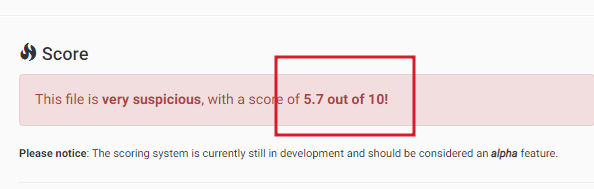 Score
This file is very suspicious, with a score of 5.7 out of 10!
Please notice: The scoring system is currently still in development and should be considered an alpha feature.